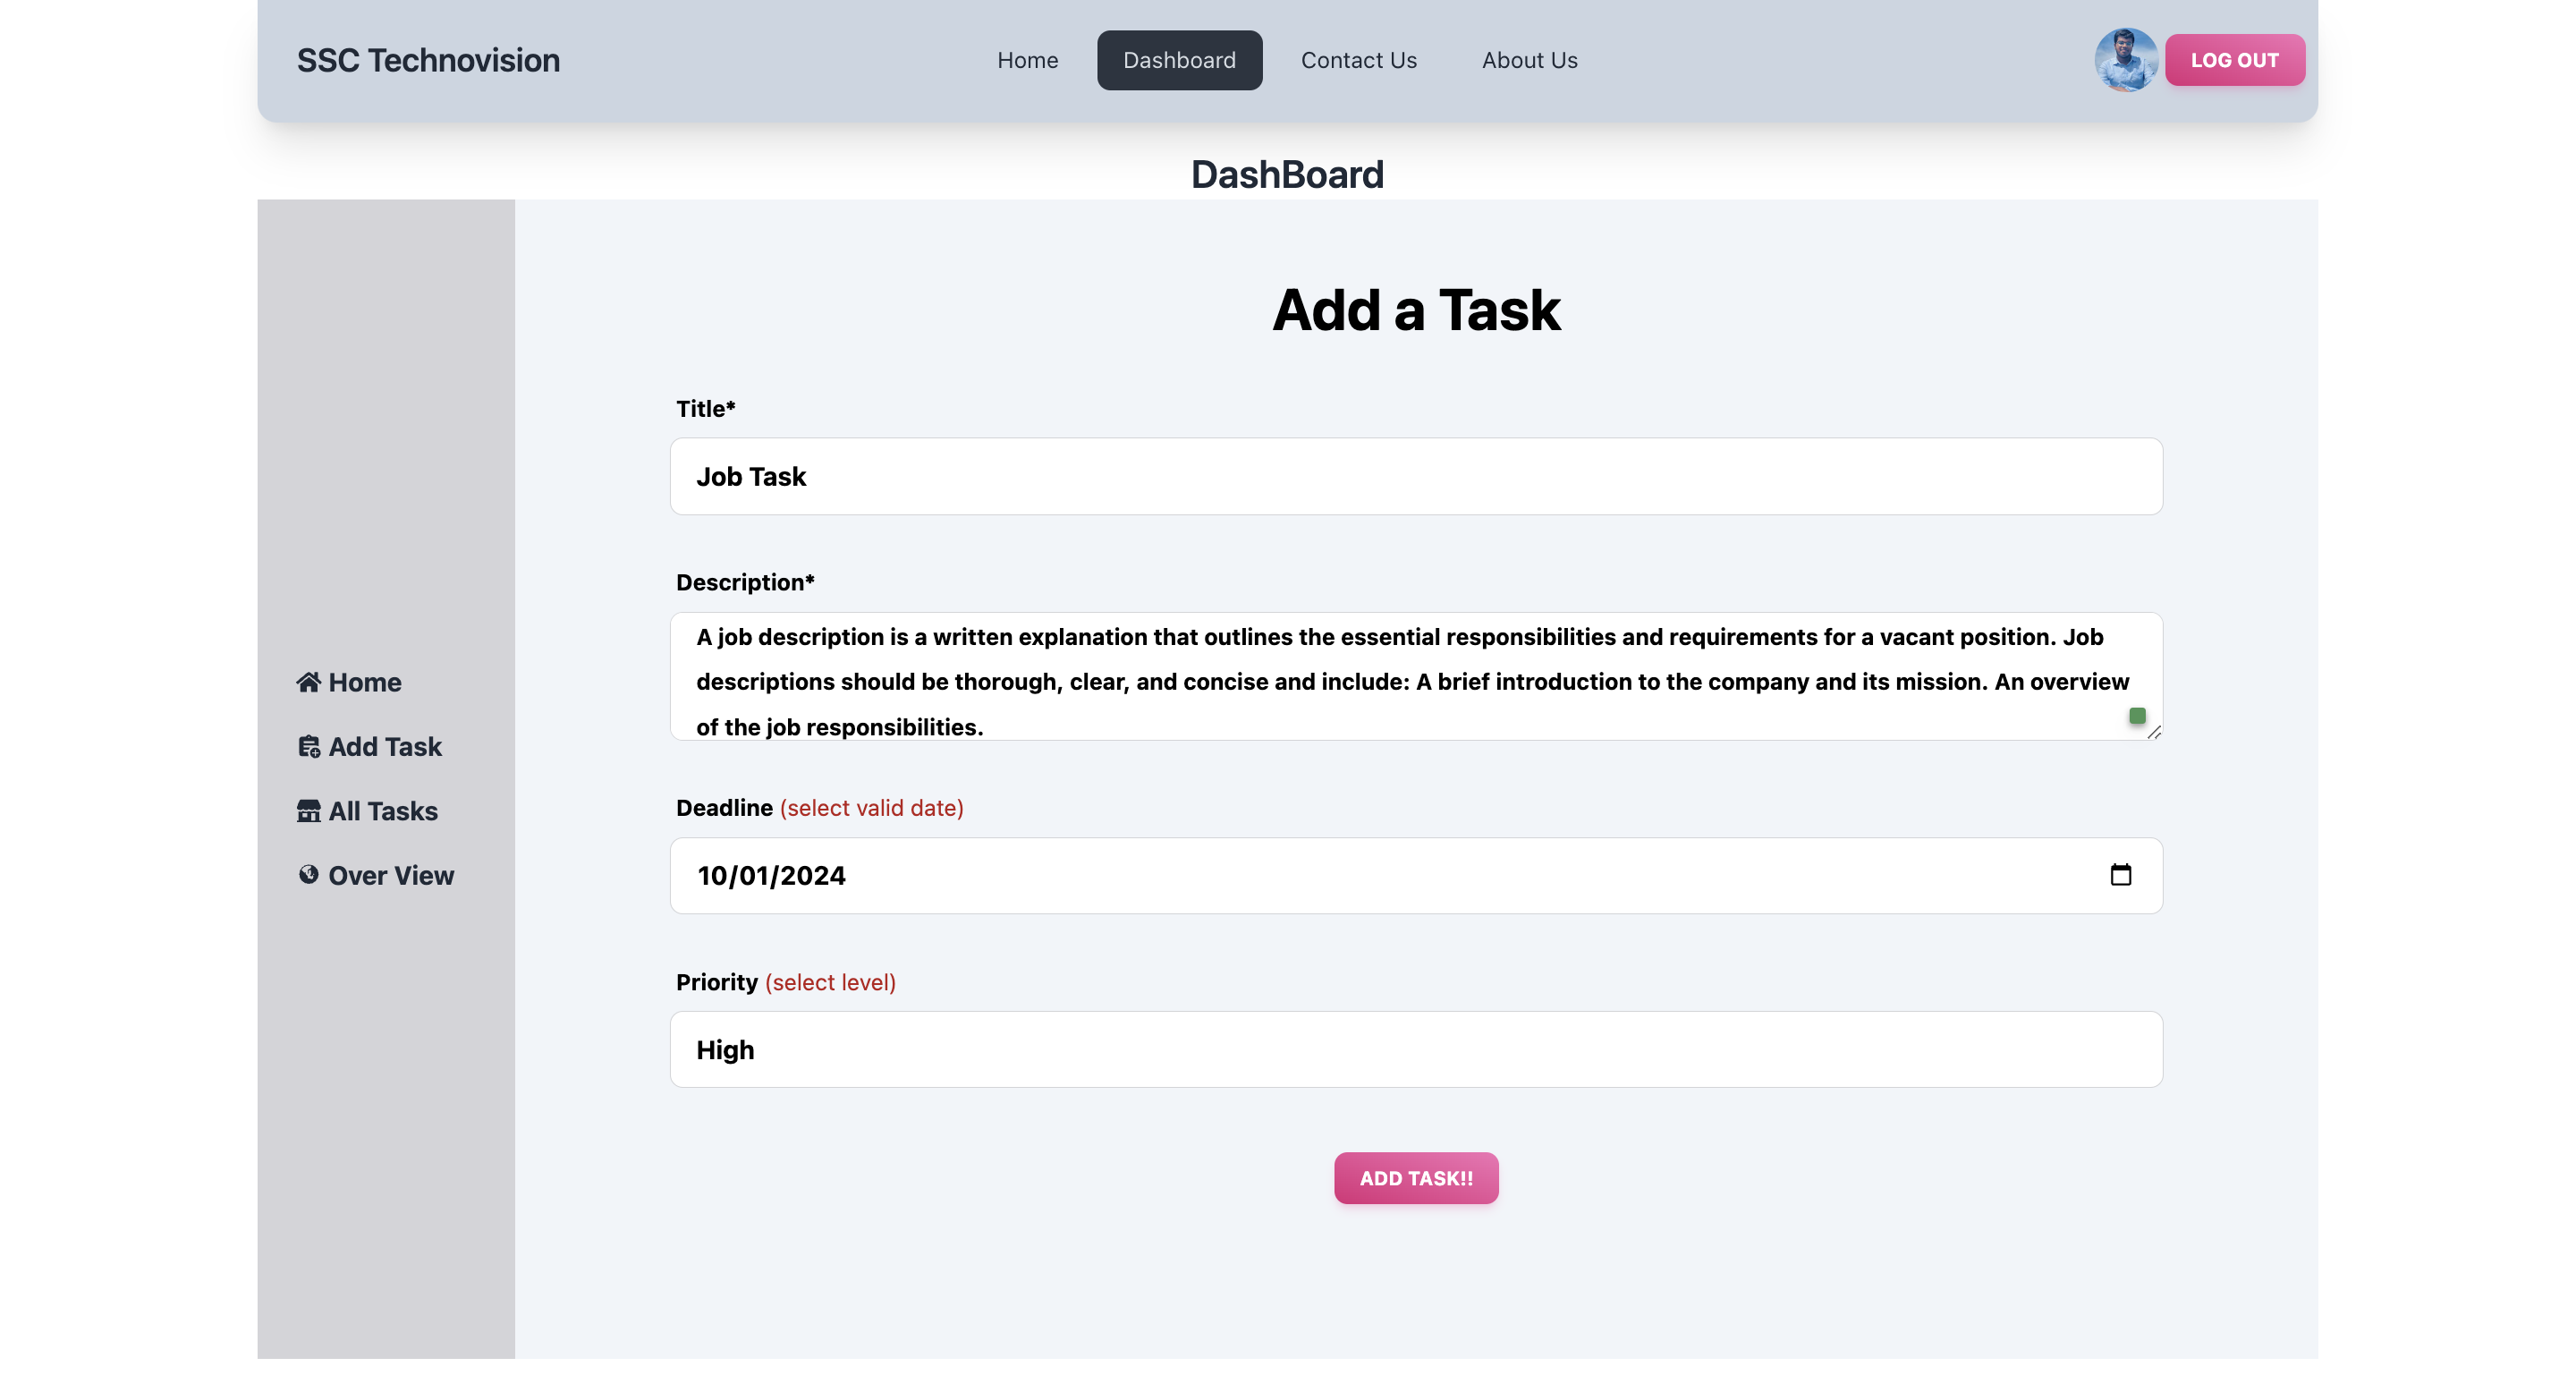 SSC Technovision
Home
Dashboard
Contact Us
About Us
LOG OUT
DashBoard
Home
Add Task
All Tasks
Over View
Add a Task
Title*
Job Task
Description*
A job description is a written explanation that outlines the essential responsibilities and requirements for a vacant position. Job
descriptions should be thorough, clear, and concise and include: A brief introduction to the company and its mission. An overview
of the job responsibilities.
Deadline (select valid date)
10/01/2024
Priority (select level)
High
ADD TASK!!